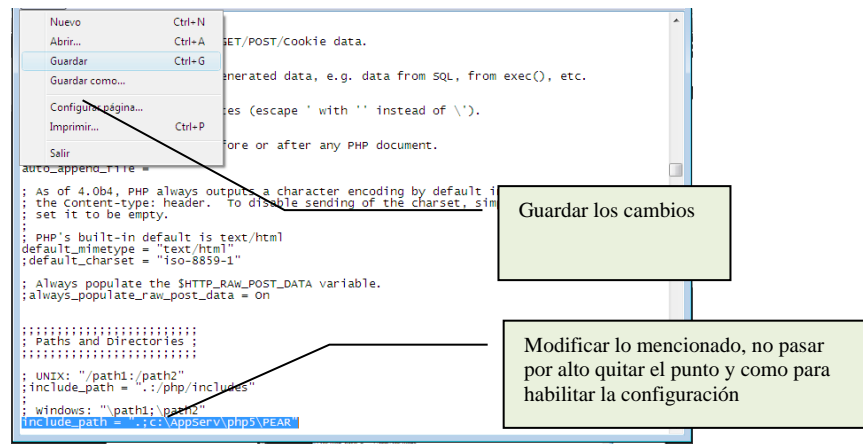 Nuevo Ctrl+N
Abrir... Ctrl+A
Guardar Ctrl+G
Guardar como...
Configurar página...
Imprimir... Ctrl+P
Salir
GET/POST/Cookie data.
enerated data, e.g. data from SQL, from exec(), etc.
es (escape ' with '' instead of \').
ore or after any PHP document.
auto_append_file =
; As of 4.0b4, PHP always outputs a character encoding by default i
; the Content-type: header. To disable sending of the charset, sim
; set it to be empty.
;
; PHP's built-in default is text/html
default_mimetype = "text/html"
;default_charset = "iso-8859-1"
; Always populate the $HTTP_RAW_POST_DATA variable.
;always_populate_raw_post_data = On
;;;;;;;;;;;;;;;;;;;;;;;;;
; Paths and Directories ;
;;;;;;;;;;;;;;;;;;;;;;;;;
; UNIX: "/path1:/path2"
;include_path = ".:/php/includes"
;
; Windows: "\path1;\path2"
include_path = ".;c:\AppServ\php5\PEAR"
Guardar los cambios
Modificar lo mencionado, no pasar
por alto quitar el punto y como para
habilitar la configuración